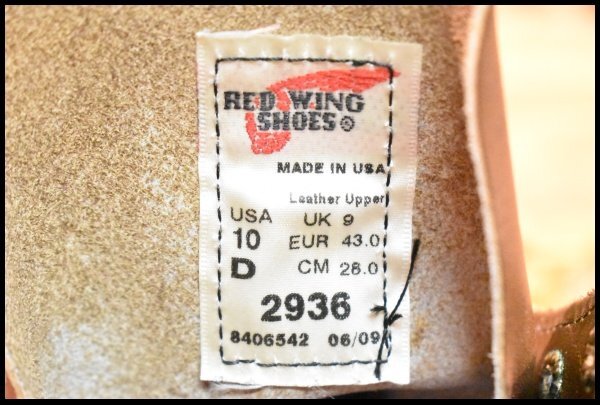 RED WING
SHOES®
MADE IN USA
Leather Upper
USA UK 9
10 EUR 43.0
D CM 28.0
2936
8406542 06/09